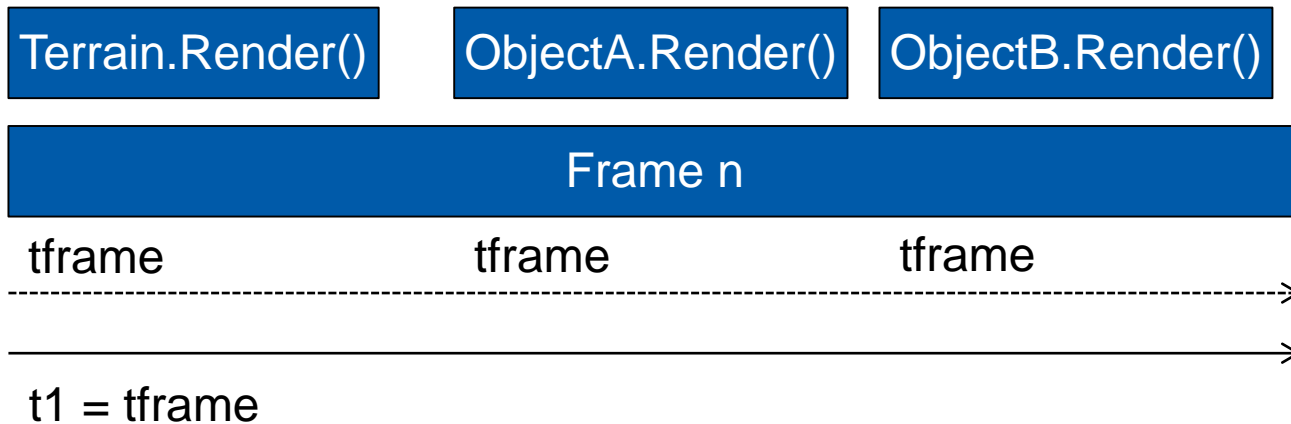 Terrain.Render() ObjectA.Render() ObjectB.Render()
Frame n
tframe tframe tframe
t1 = tframe